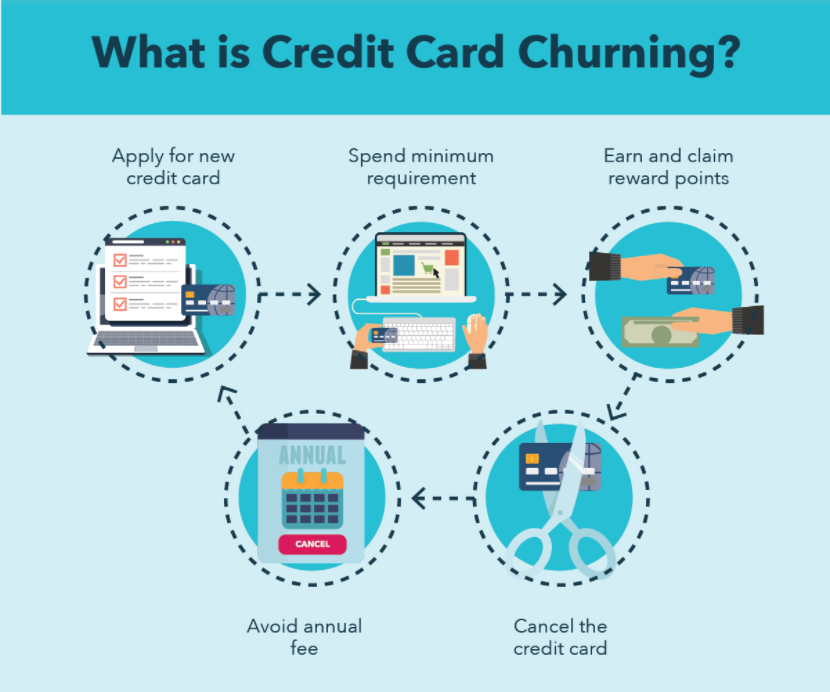 What is Credit Card Churning?
Apply for new
credit card
Spend minimum
requirement
Earn and claim
reward points
ANNUAL
CANCEL
Avoid annual
fee
Cancel the
credit card